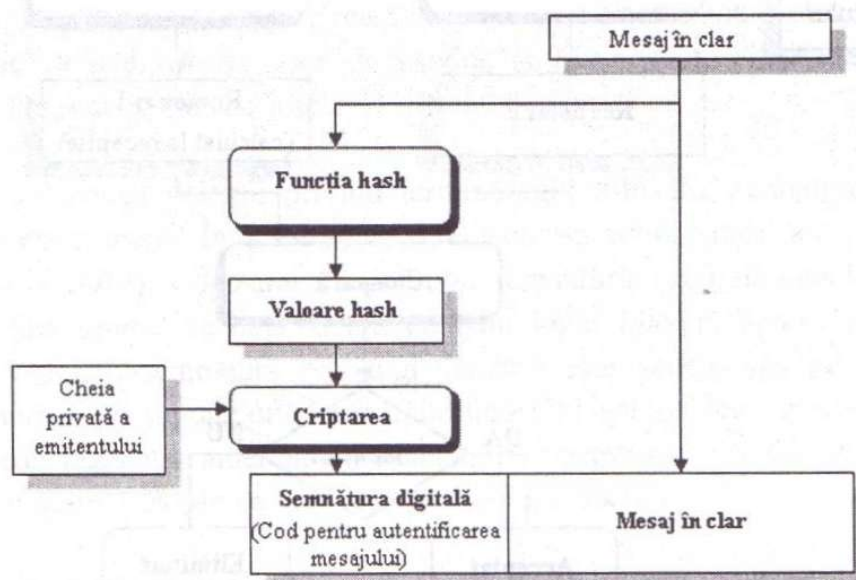 Mesaj în clar
Funcția hash
Valoare hash
Cheia
privată a
emitentului
Criptarea
Semnătura digitală
(Cod pentru autentificarea
mesajului)
Mesaj în clar